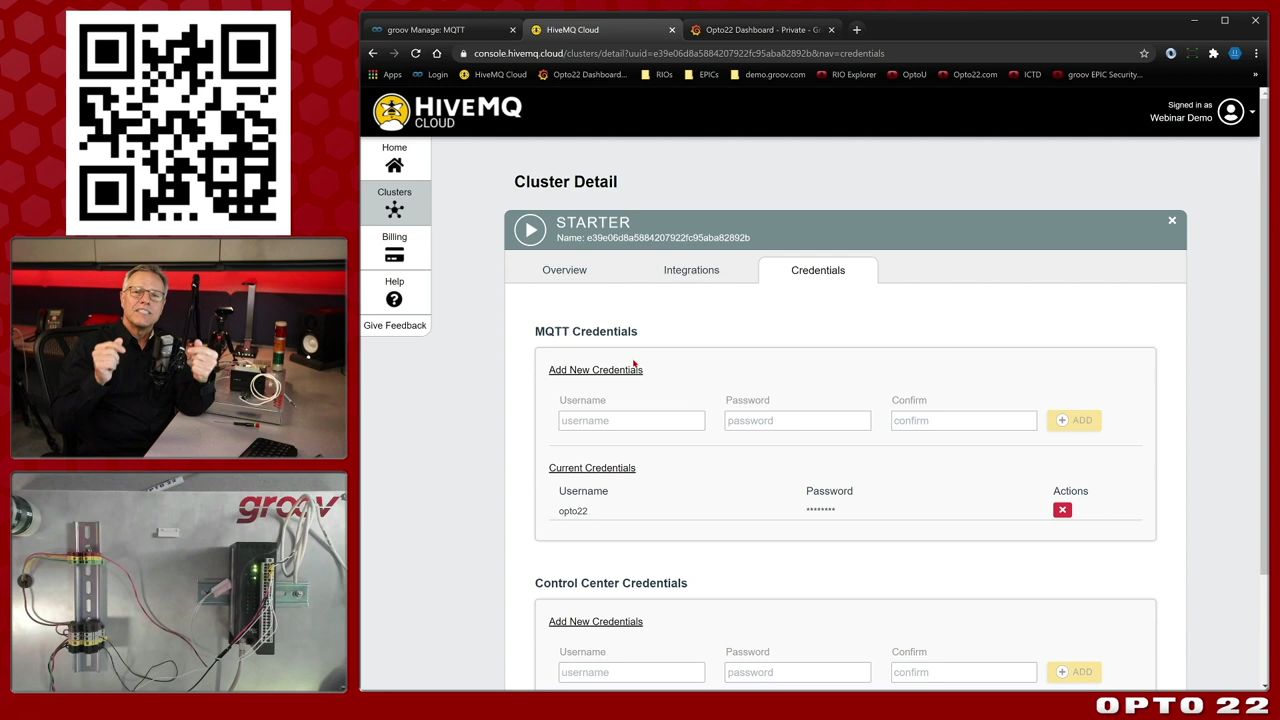 groov Manage: MQTT
HiveMQ Cloud
Opto22 Dashboard - Private - G
console.hivemq.cloud/clusters/detail?uuid=e39e06d8a5884207922fc95aba82892b&nav=credentials
Apps
Login
HiveMQ Cloud
Opto22 Dashboard...
RIOs
EPICs
demo.groov.com
RIO Explorer
OptoU
Opto22.com
ICTD
groov EPIC Security...
»
HIVEMQ
CLOUD
Signed in as
Webinar Demo
Home
Clusters
Billing
Help
Give Feedback
Cluster Detail
STARTER
Name: e39e06d8a5884207922fc95aba82892b
Overview
Integrations
Credentials
MQTT Credentials
Add New Credentials
Username
Password
Confirm
username
password
confirm
ADD
Current Credentials
Username
Password
Actions
opto22
********
Control Center Credentials
Add New Credentials
Username
Password
Confirm
username
password
confirm
ADD
groov
OPTO 22